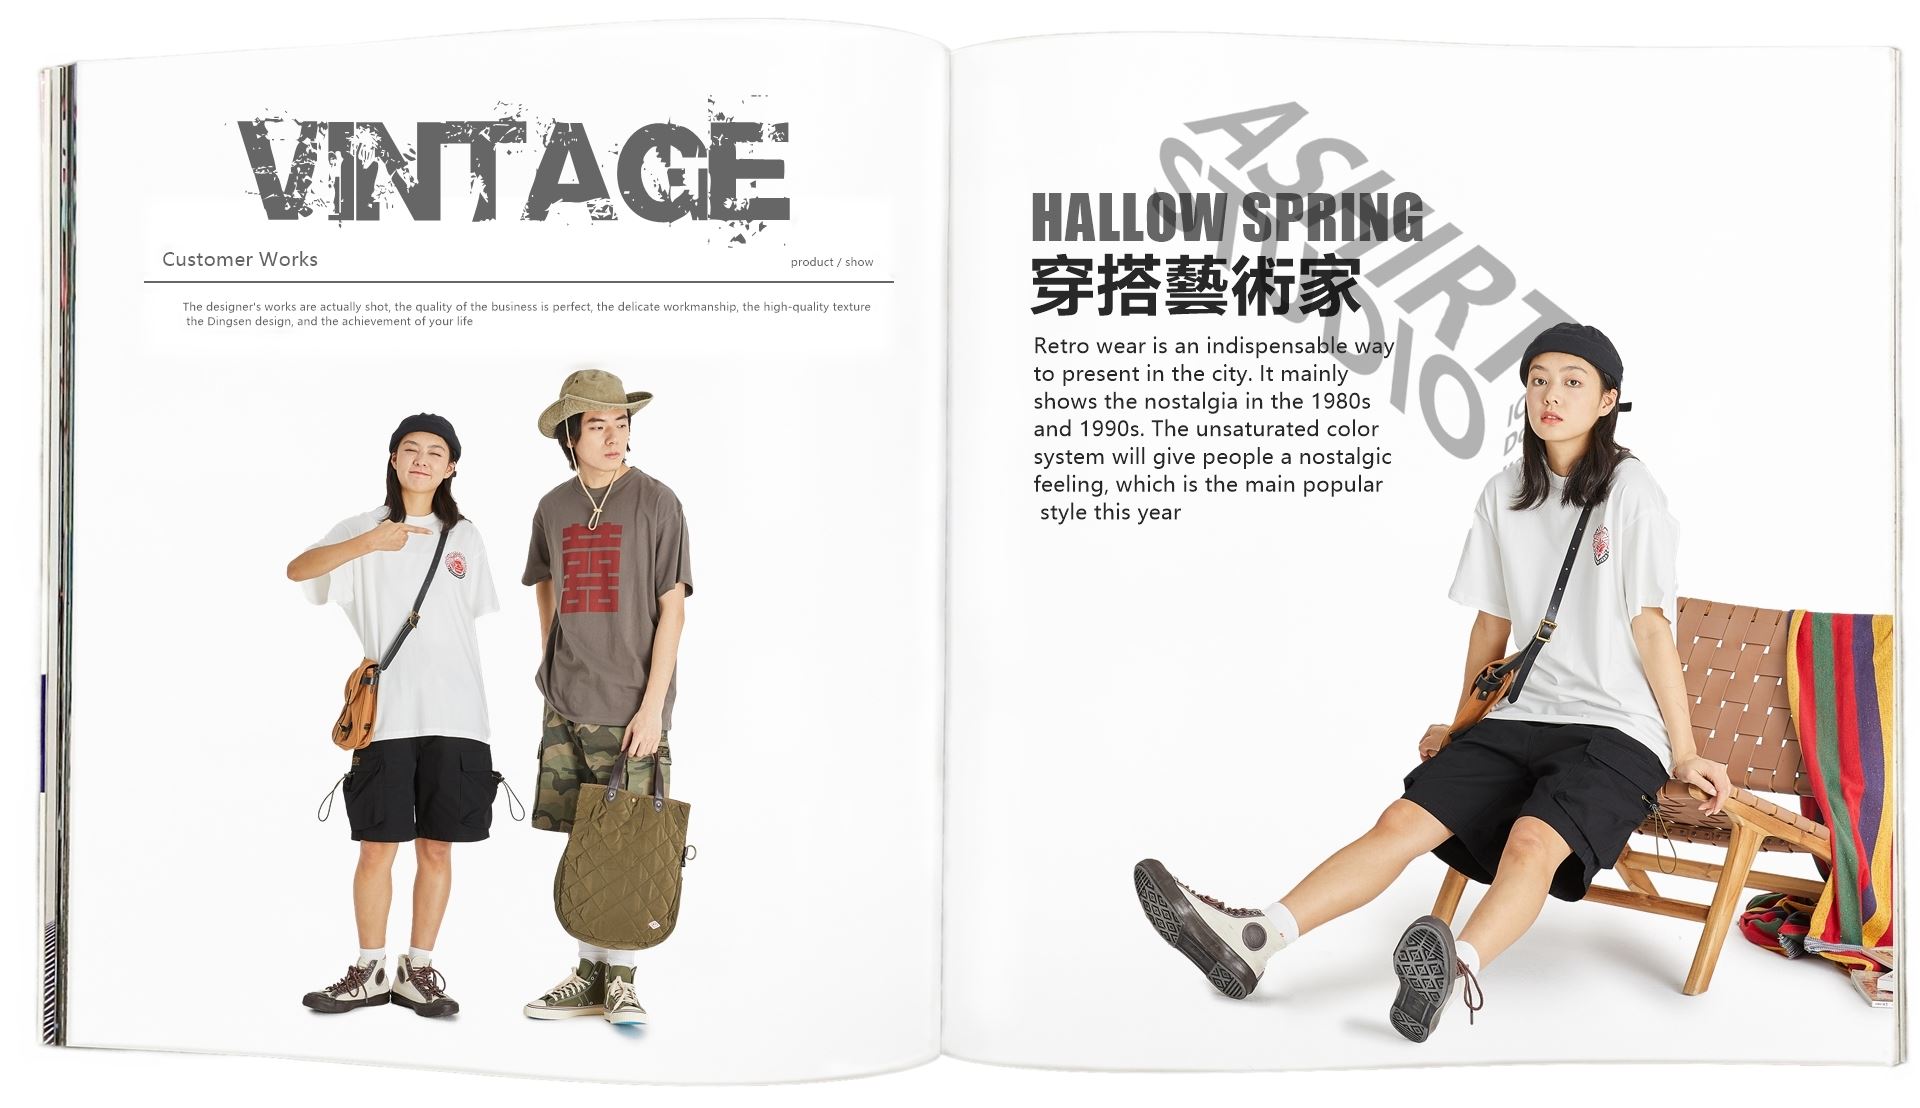 VINTAGE
Customer Works
product / show
The designer's works are actually shot, the quality of the business is perfect, the delicate workmanship, the high-quality texture
the Dingsen design, and the achievement of your life
囍
ASHIRT
HALLOW SPRING
穿搭藝術家
Retro wear is an indispensable way
to present in the city. It mainly
shows the nostalgia in the 1980s
and 1990s. The unsaturated color
system will give people a nostalgic
feeling, which is the main popular
style this year